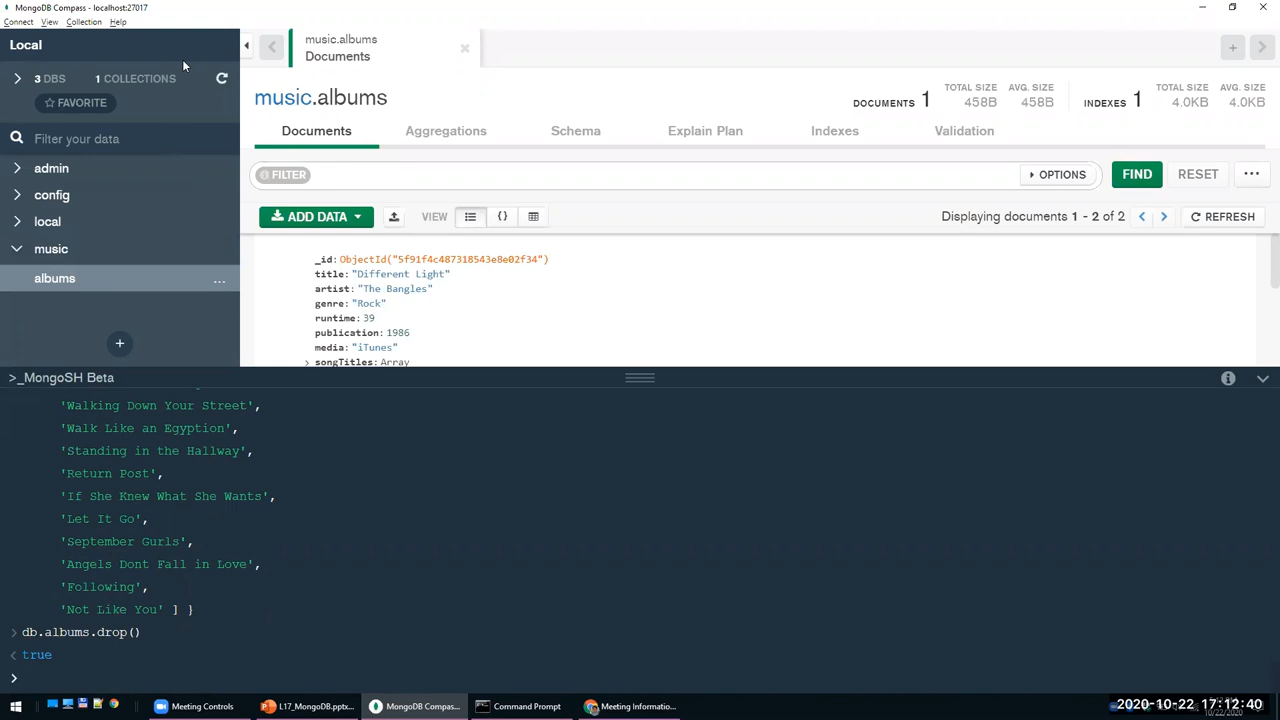 MongoDB Compass - localhost:27017
Connect View Collection Help
Local
3 DBS 1 COLLECTIONS
FAVORITE
Filter your data
admin
config
local
music
albums ...
music.albums
Documents
music.albums
DOCUMENTS 1 TOTAL SIZE 458B AVG. SIZE 458B INDEXES 1 TOTAL SIZE 4.0KB AVG. SIZE 4.0KB
Documents Aggregations Schema Explain Plan Indexes Validation
FILTER OPTIONS FIND RESET ...
ADD DATA VIEW {} Displaying documents 1 - 2 of 2 REFRESH
_id: ObjectId("5f91f4c487318543e8e02f34")
title: "Different Light"
artist: "The Bangles"
genre: "Rock"
runtime: 39
publication: 1986
media: "iTunes"
> songTitles: Array
>_MongoSH Beta
'Walking Down Your Street',
'Walk Like an Egyption',
'Standing in the Hallway',
'Return Post',
'If She Knew What She Wants',
'Let It Go',
'September Gurls',
'Angels Dont Fall in Love',
'Following',
'Not Like You' ] }
> db.albums.drop()
< true
>
Meeting Controls L17_MongoDB.pptx... MongoDB Compas... Command Prompt Meeting Informatio... 2020-10-22 17:12:40
10/22/2020